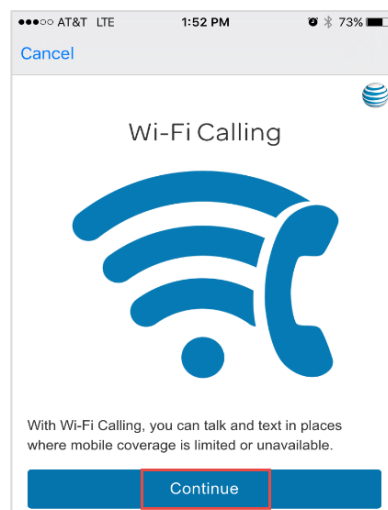 ●●●○○ AT&T LTE 1:52 PM 73%
Cancel
Wi-Fi Calling
With Wi-Fi Calling, you can talk and text in places
where mobile coverage is limited or unavailable.
Continue